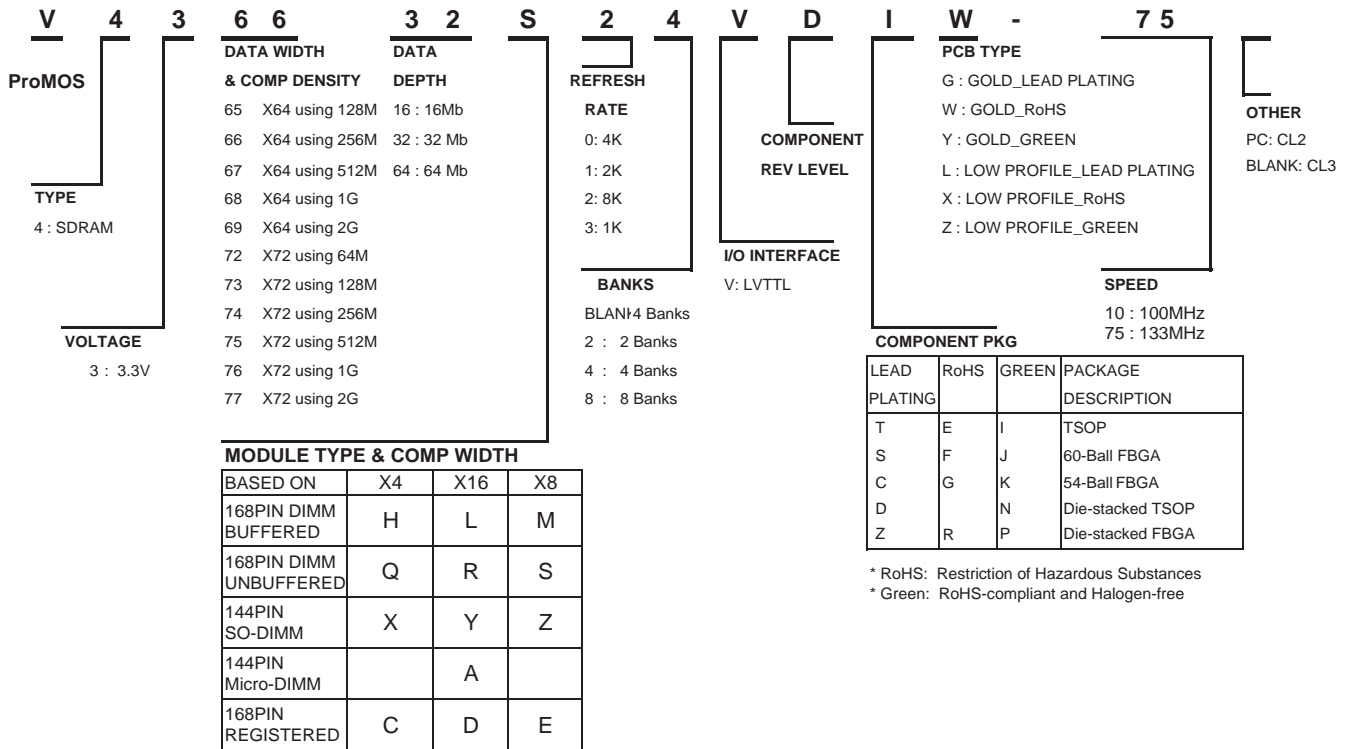 V 4 3 6 6 3 2 S 2 4 V D I W - 7 5
ProMOS
TYPE
4 : SDRAM
VOLTAGE
3 : 3.3V
DATA WIDTH
& COMP DENSITY
65 X64 using 128M
66 X64 using 256M
67 X64 using 512M
68 X64 using 1G
69 X64 using 2G
72 X72 using 64M
73 X72 using 128M
74 X72 using 256M
75 X72 using 512M
76 X72 using 1G
77 X72 using 2G
DATA
DEPTH
16 : 16Mb
32 : 32 Mb
64 : 64 Mb
MODULE TYPE & COMP WIDTH
BASED ON X4 X16 X8
168PIN DIMM
BUFFERED H L M
168PIN DIMM
UNBUFFERED Q R S
144PIN
SO-DIMM X Y Z
144PIN
Micro-DIMM A
168PIN
REGISTERED C D E
REFRESH
RATE
0: 4K
1: 2K
2: 8K
3: 1K
BANKS
4 Banks
2 : 2 Banks
4 : 4 Banks
8 : 8 Banks
I/O INTERFACE
V: LVTTL
COMPONENT
REV LEVEL
COMPONENT PKG
LEAD RoHS GREEN PACKAGE
PLATING DESCRIPTION
T E I TSOP
S F J 60-Ball FBGA
C G K 54-Ball FBGA
D N Die-stacked TSOP
Z R P Die-stacked FBGA
* RoHS: Restriction of Hazardous Substances
* Green: RoHS-compliant and Halogen-free
PCB TYPE
G : GOLD_LEAD PLATING
W : GOLD_RoHS
Y : GOLD_GREEN
L : LOW PROFILE_LEAD PLATING
X : LOW PROFILE_RoHS
Z : LOW PROFILE_GREEN
SPEED
10 : 100MHz
75 : 133MHz
OTHER
PC: CL2
BLANK: CL3